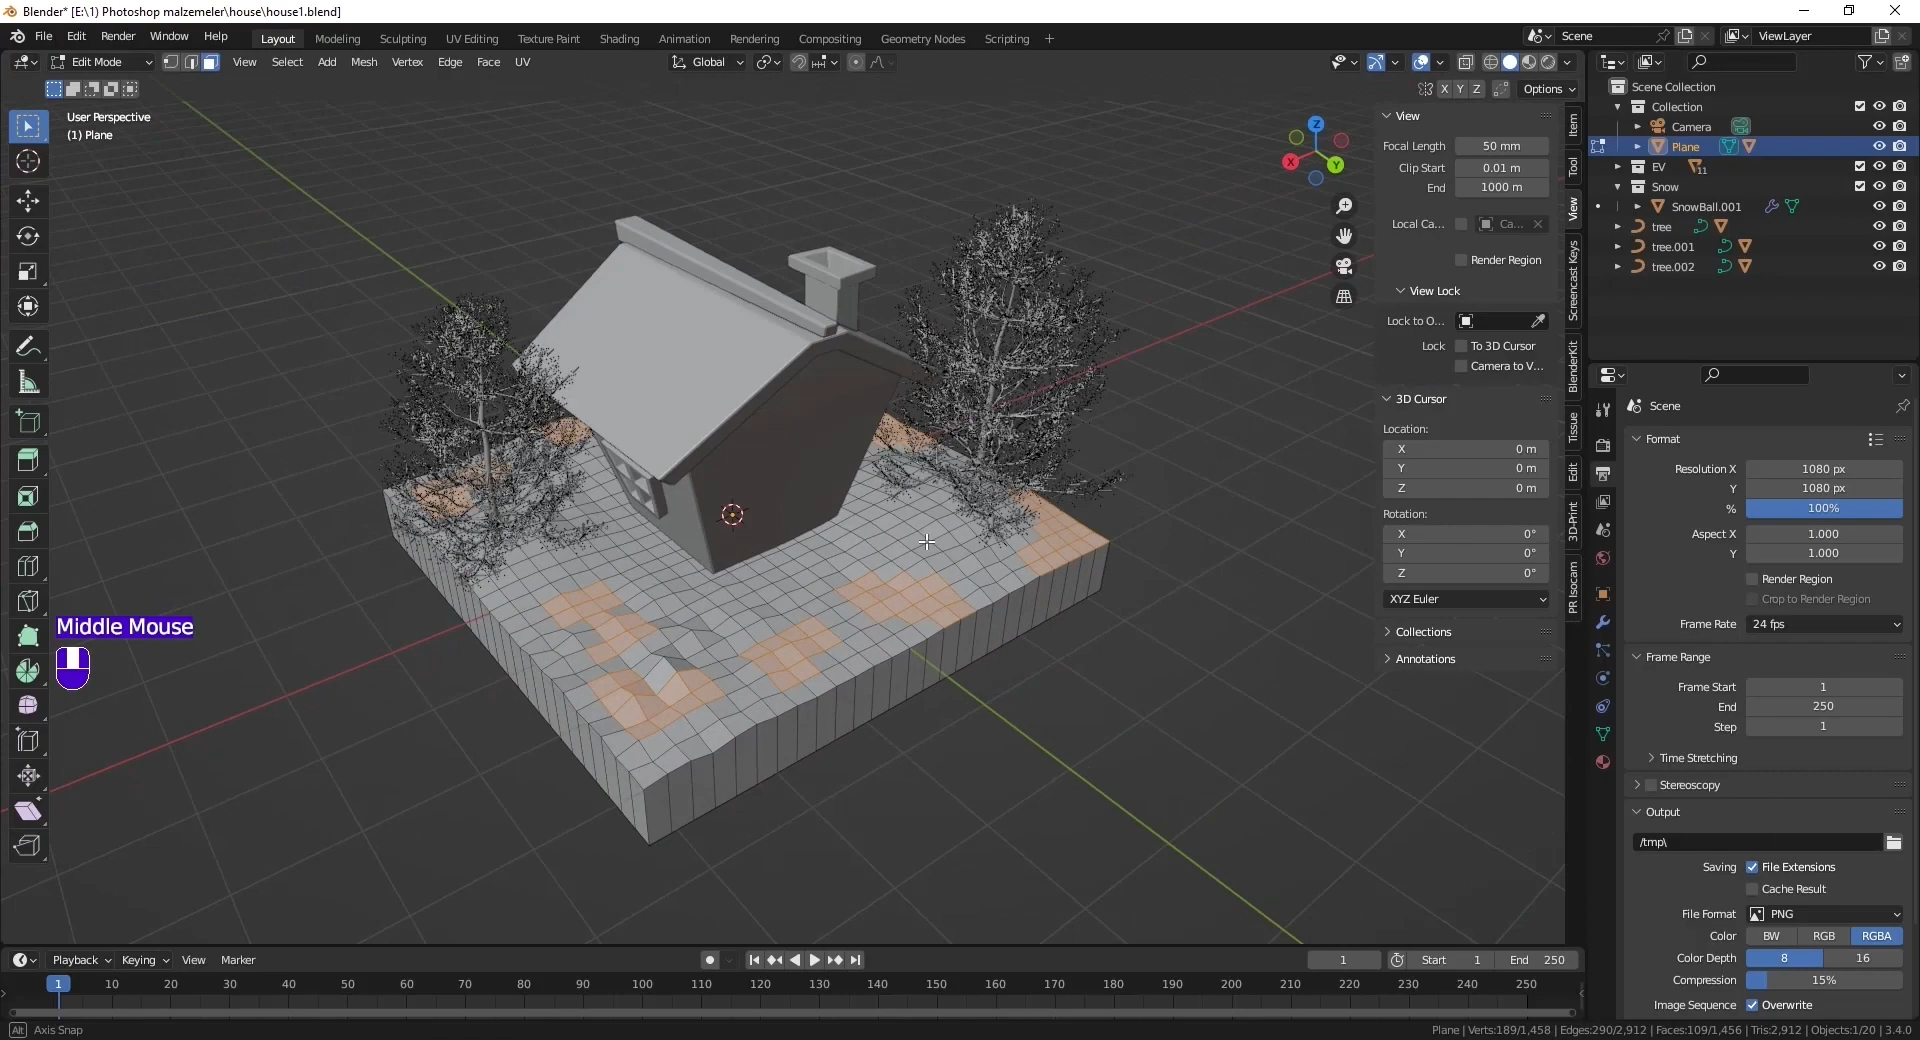 Blender* [E:\1) Photoshop malzemeler\house\house1.blend]
File Edit Render Window Help
Layout Modeling Sculpting UV Editing Texture Paint Shading Animation Rendering Compositing Geometry Nodes Scripting +
Scene
ViewLayer
Edit Mode
View Select Add Mesh Vertex Edge Face UV
Global
X Y Z
Options
User Perspective
(1) Plane
Z
X
Y
View
Focal Length 50 mm
Clip Start 0.01 m
End 1000 m
Local Ca... Ca...
Render Region
View Lock
Lock to O...
Lock To 3D Cursor
Camera to V...
3D Cursor
Location:
X 0 m
Y 0 m
Z 0 m
Rotation:
X 0°
Y 0°
Z 0°
XYZ Euler
Collections
Annotations
Item
Tool
View
Screencast Keys
BlenderKit
Tissue
Edit
3D-Print
PR Isocam
Scene Collection
Collection
Camera
Plane
EV 11
Snow
SnowBall.001
tree
tree.001
tree.002
Scene
Format
Resolution X 1080 px
Y 1080 px
% 100%
Aspect X 1.000
Y 1.000
Render Region
Crop to Render Region
Frame Rate 24 fps
Frame Range
Frame Start 1
End 250
Step 1
Time Stretching
Stereoscopy
Output
/tmp\
Saving File Extensions
Cache Result
File Format PNG
Color BW RGB RGBA
Color Depth 8 16
Compression 15%
Image Sequence Overwrite
Middle Mouse
Playback Keying View Marker
1
Start 1 End 250
1 10 20 30 40 50 60 70 80 90 100 110 120 130 140 150 160 170 180 190 200 210 220 230 240 250
Alt Axis Snap
Plane | Verts:189/1,458 | Edges:290/2,912 | Faces:109/1,456 | Tris:2,912 | Objects:1/20 | 3.4.0